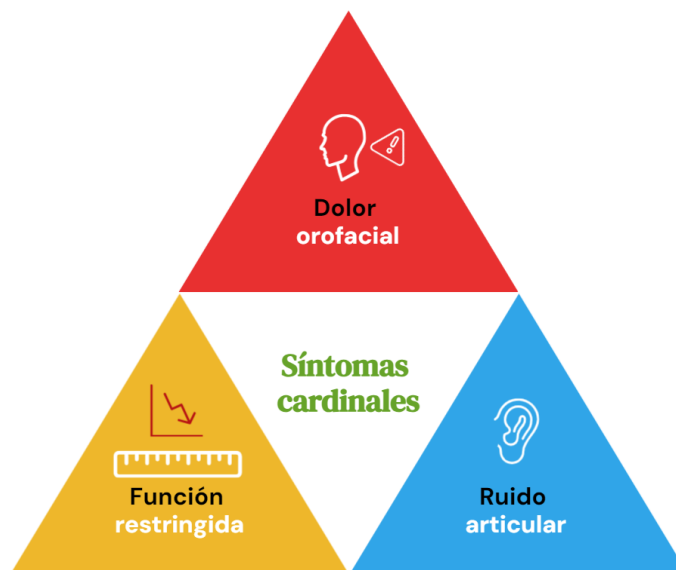 Dolor
orofacial
Síntomas
cardinales
Función
restringida
Ruido
articular